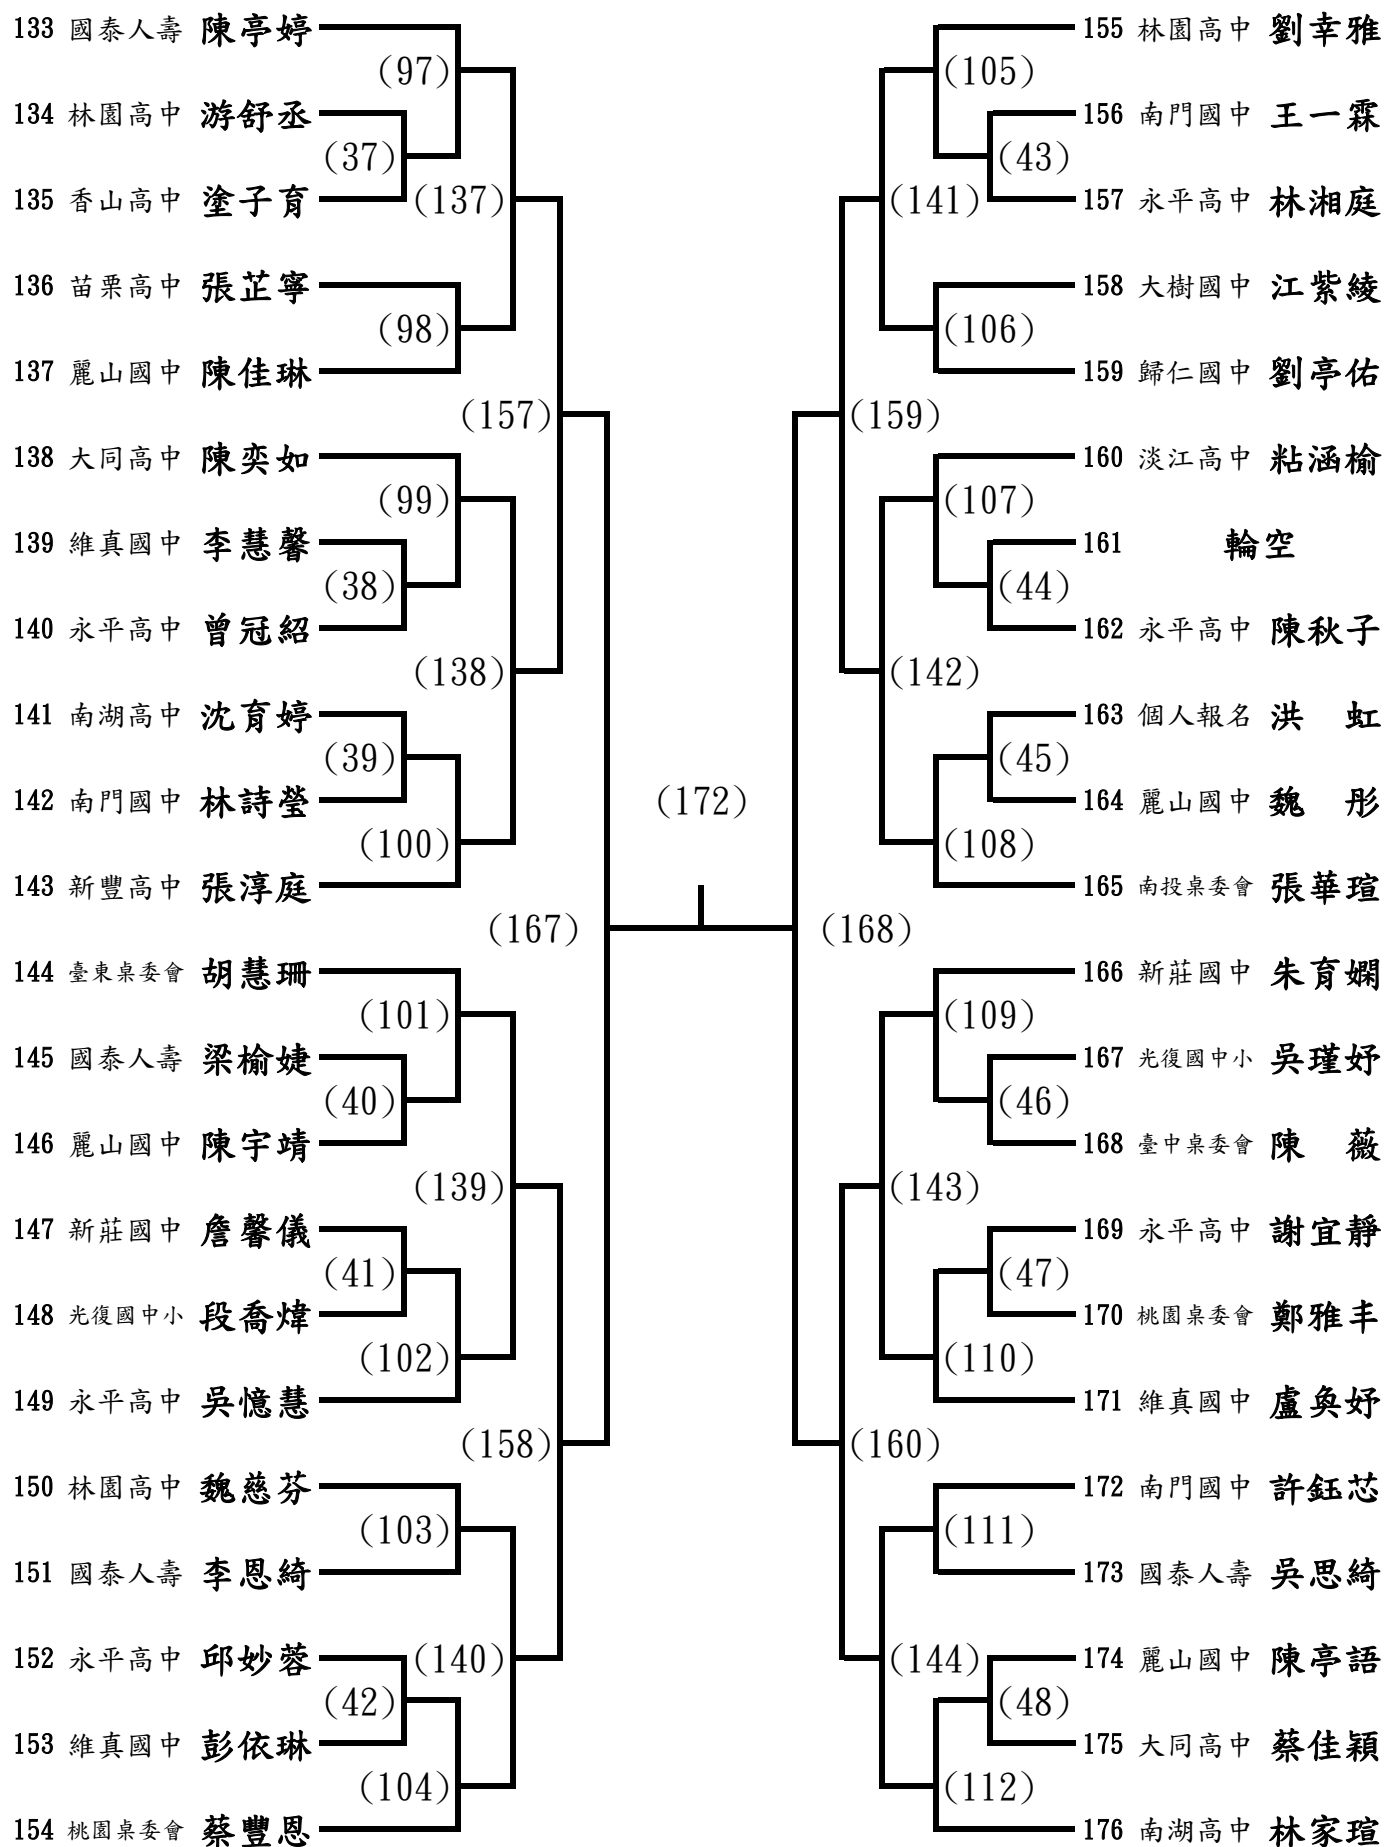 133 國泰人壽 陳亭婷
(97)
134 林園高中 游舒丞
(37)
135 香山高中 塗子育
(137)
136 苗栗高中 張芷寧
(98)
137 麗山國中 陳佳琳
(157)
138 大同高中 陳奕如
(99)
139 維真國中 李慧馨
(38)
140 永平高中 曾冠紹
(138)
141 南湖高中 沈育婷
(39)
142 南門國中 林詩瑩
(100)
143 新豐高中 張淳庭
(167)
144 臺東桌委會 胡慧珊
(101)
145 國泰人壽 梁榆婕
(40)
146 麗山國中 陳宇靖
(139)
147 新莊國中 詹馨儀
(41)
148 光復國中小 段喬煒
(102)
149 永平高中 吳憶慧
(158)
150 林園高中 魏慈芬
(103)
151 國泰人壽 李恩綺
152 永平高中 邱妙蓉
(140)
(42)
153 維真國中 彭依琳
(104)
154 桃園桌委會 蔡豐恩
(172)
155 林園高中 劉幸雅
(105)
156 南門國中 王一霖
(43)
157 永平高中 林湘庭
(141)
158 大樹國中 江紫綾
(106)
159 歸仁國中 劉亭佑
(159)
160 淡江高中 粘涵榆
(107)
161 輪空
(44)
162 永平高中 陳秋子
(142)
163 個人報名 洪 虹
(45)
164 麗山國中 魏 彤
(108)
165 南投桌委會 張華瑄
(168)
166 新莊國中 朱育嫻
(109)
167 光復國中小 吳瑾妤
(46)
168 臺中桌委會 陳 薇
(143)
169 永平高中 謝宜靜
(47)
170 桃園桌委會 鄭雅丰
(110)
171 維真國中 盧奐妤
(160)
172 南門國中 許鈺芯
(111)
173 國泰人壽 吳思綺
174 麗山國中 陳亭語
(144)
(48)
175 大同高中 蔡佳穎
(112)
176 南湖高中 林家瑄